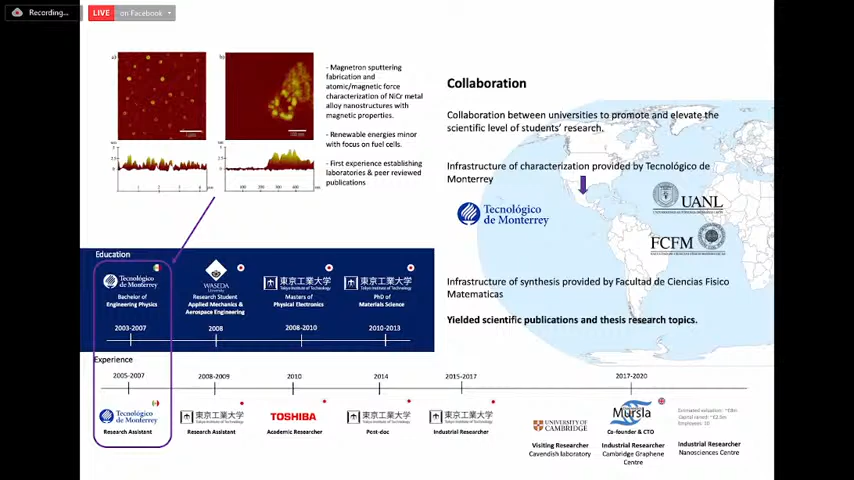 Recording...
LIVE on Facebook
a)
b)
- Magnetron sputtering
fabrication and
atomic/magnetic force
characterization of NiCr metal
alloy nanostructures with
magnetic properties.
- Renewable energies minor
with focus on fuel cells.
- First experience establishing
laboratories & peer reviewed
publications
Collaboration
Collaboration between universities to promote and elevate the
scientific level of students' research.
Infrastructure of characterization provided by Tecnológico de
Monterrey
Tecnológico
de Monterrey
UANL
FCFM
Infrastructure of synthesis provided by Facultad de Ciencias Fisico
Matematicas
Yielded scientific publications and thesis research topics.
Education
Tecnológico
de Monterrey
Bachelor of
Engineering Physics
2003-2007
WASEDA
Research Student
Applied Mechanics &
Aerospace Engineering
2008
東京工業大学
Tokyo Institute of Technology
Masters of
Physical Electronics
2008-2010
東京工業大学
Tokyo Institute of Technology
PhD of
Materials Science
2010-2013
Experience
2005-2007
2008-2009
2010
2014
2015-2017
2017-2020
Tecnológico
de Monterrey
Research Assistant
東京工業大学
Research Assistant
TOSHIBA
Academic Researcher
東京工業大学
Post-doc
東京工業大学
Industrial Researcher
UNIVERSITY OF
CAMBRIDGE
Visiting Researcher
Cavendish laboratory
Mursla
Co-founder & CTO
Industrial Researcher
Cambridge Graphene
Centre
Industrial Researcher
Nanosciences Centre